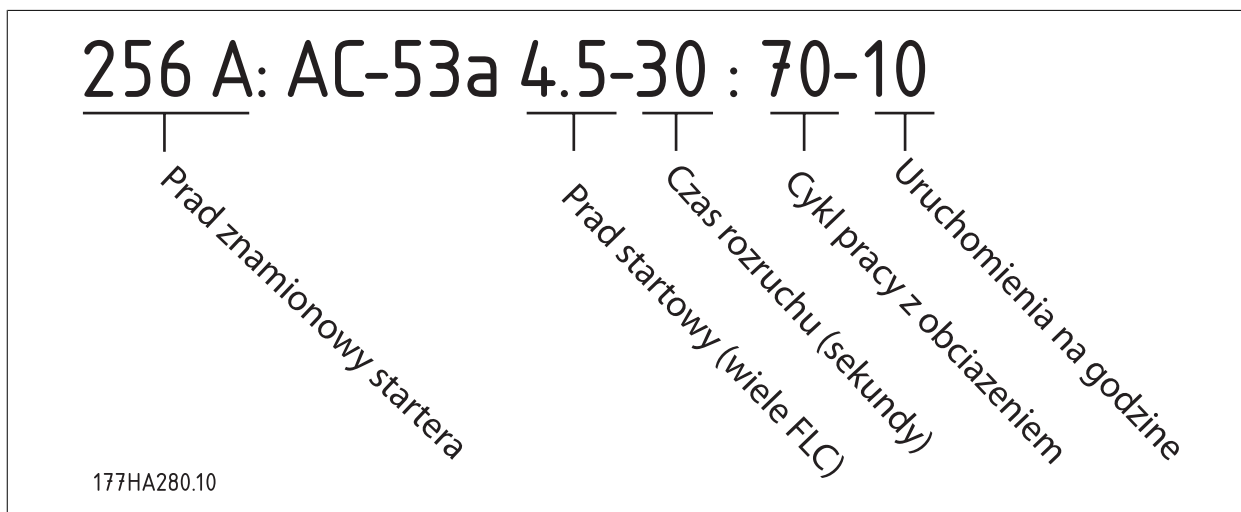 256 A: AC-53a 4.5-30 : 70-10
Prad znamionowy startera
Prad startowy (wiele FLC)
Czas rozruchu (sekundy)
Cykl pracy z obciazeniem
Uruchomienia na godzine
177HA280.10